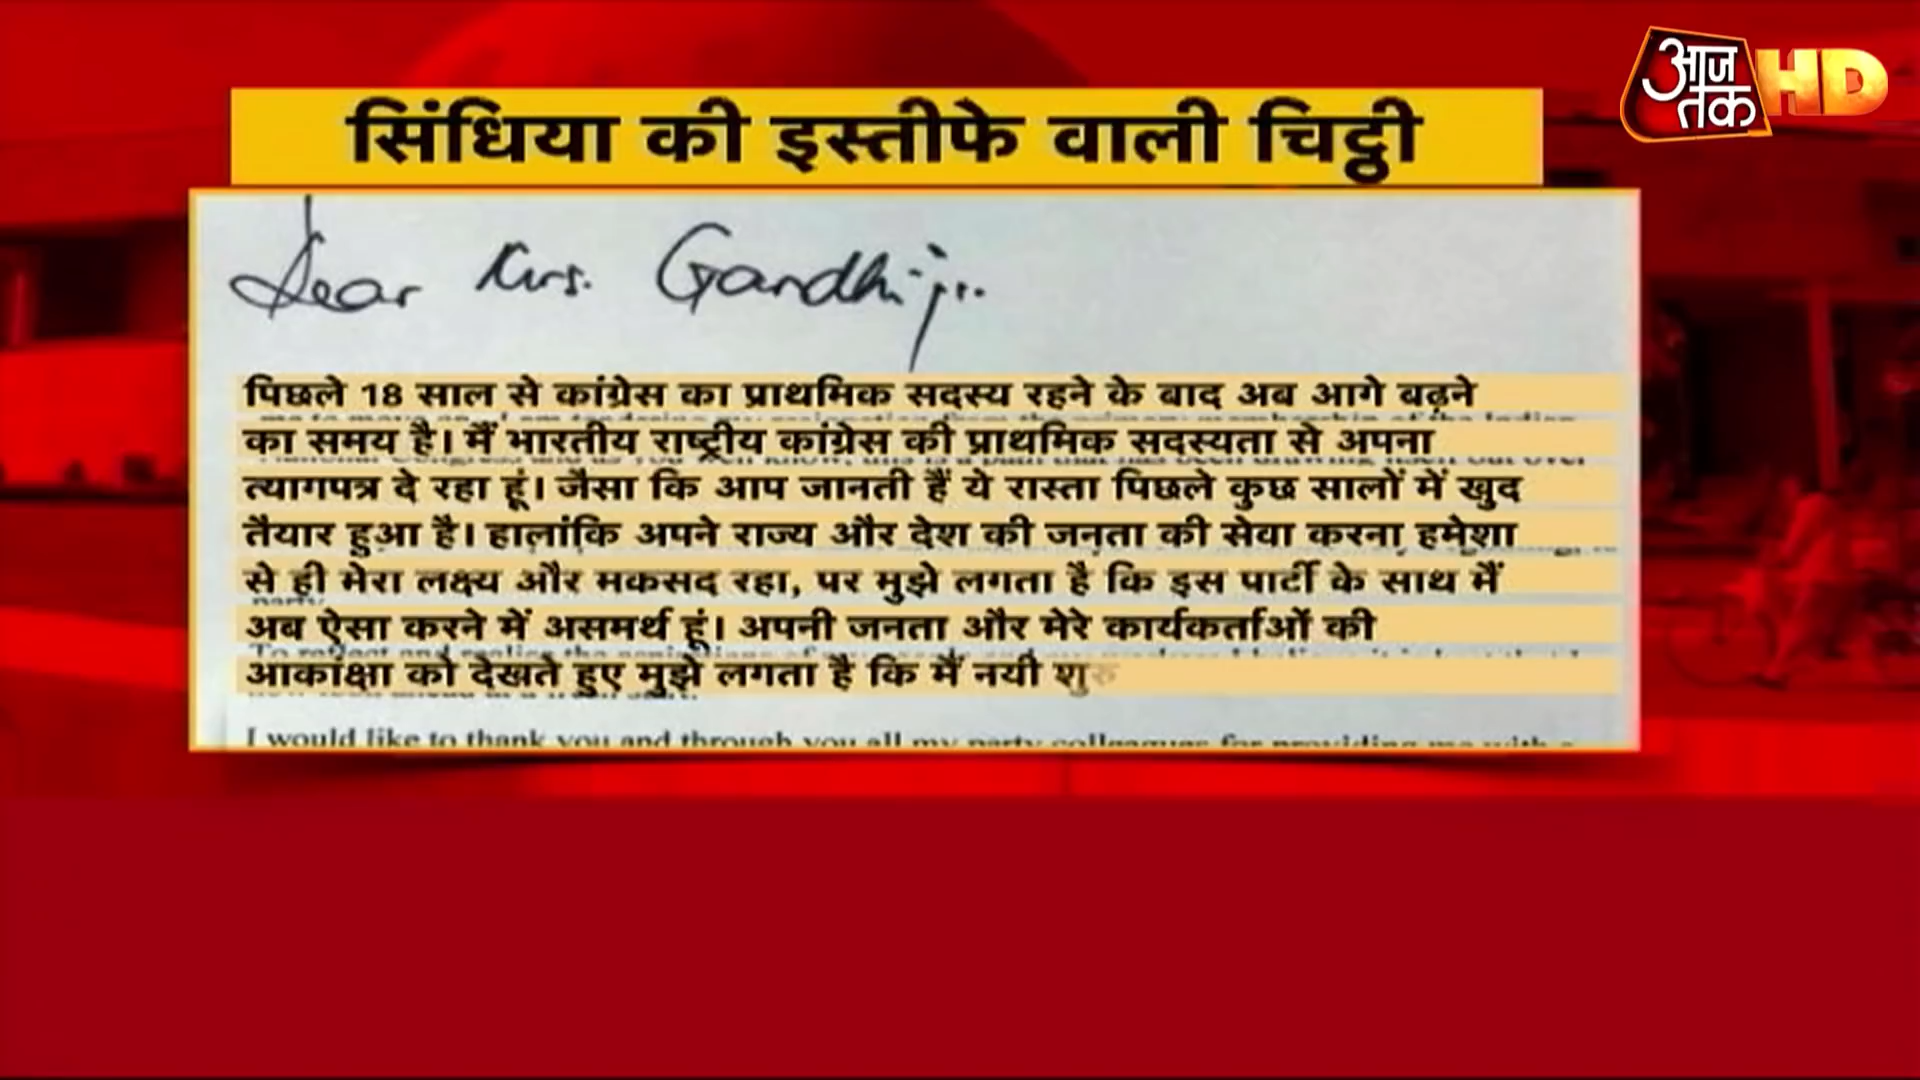 आज तक HD
सिंधिया की इस्तीफे वाली चिट्ठी
Dear Mrs. Gandhi
पिछले 18 साल से कांग्रेस का प्राथमिक सदस्य रहने के बाद अब आगे बढ़ने
का समय है। मैं भारतीय राष्ट्रीय कांग्रेस की प्राथमिक सदस्यता से अपना
त्यागपत्र दे रहा हूं। जैसा कि आप जानती हैं ये रास्ता पिछले कुछ सालों में खुद
तैयार हुआ है। हालांकि अपने राज्य और देश की जनता की सेवा करना हमेशा
से ही मेरा लक्ष्य और मकसद रहा, पर मुझे लगता है कि इस पार्टी के साथ मैं
अब ऐसा करने में असमर्थ हूं। अपनी जनता और मेरे कार्यकर्ताओं की
आकांक्षा को देखते हुए मुझे लगता है कि मैं नयी शुरु
I would like to thank you and through you all my party colleagues for providing me with a